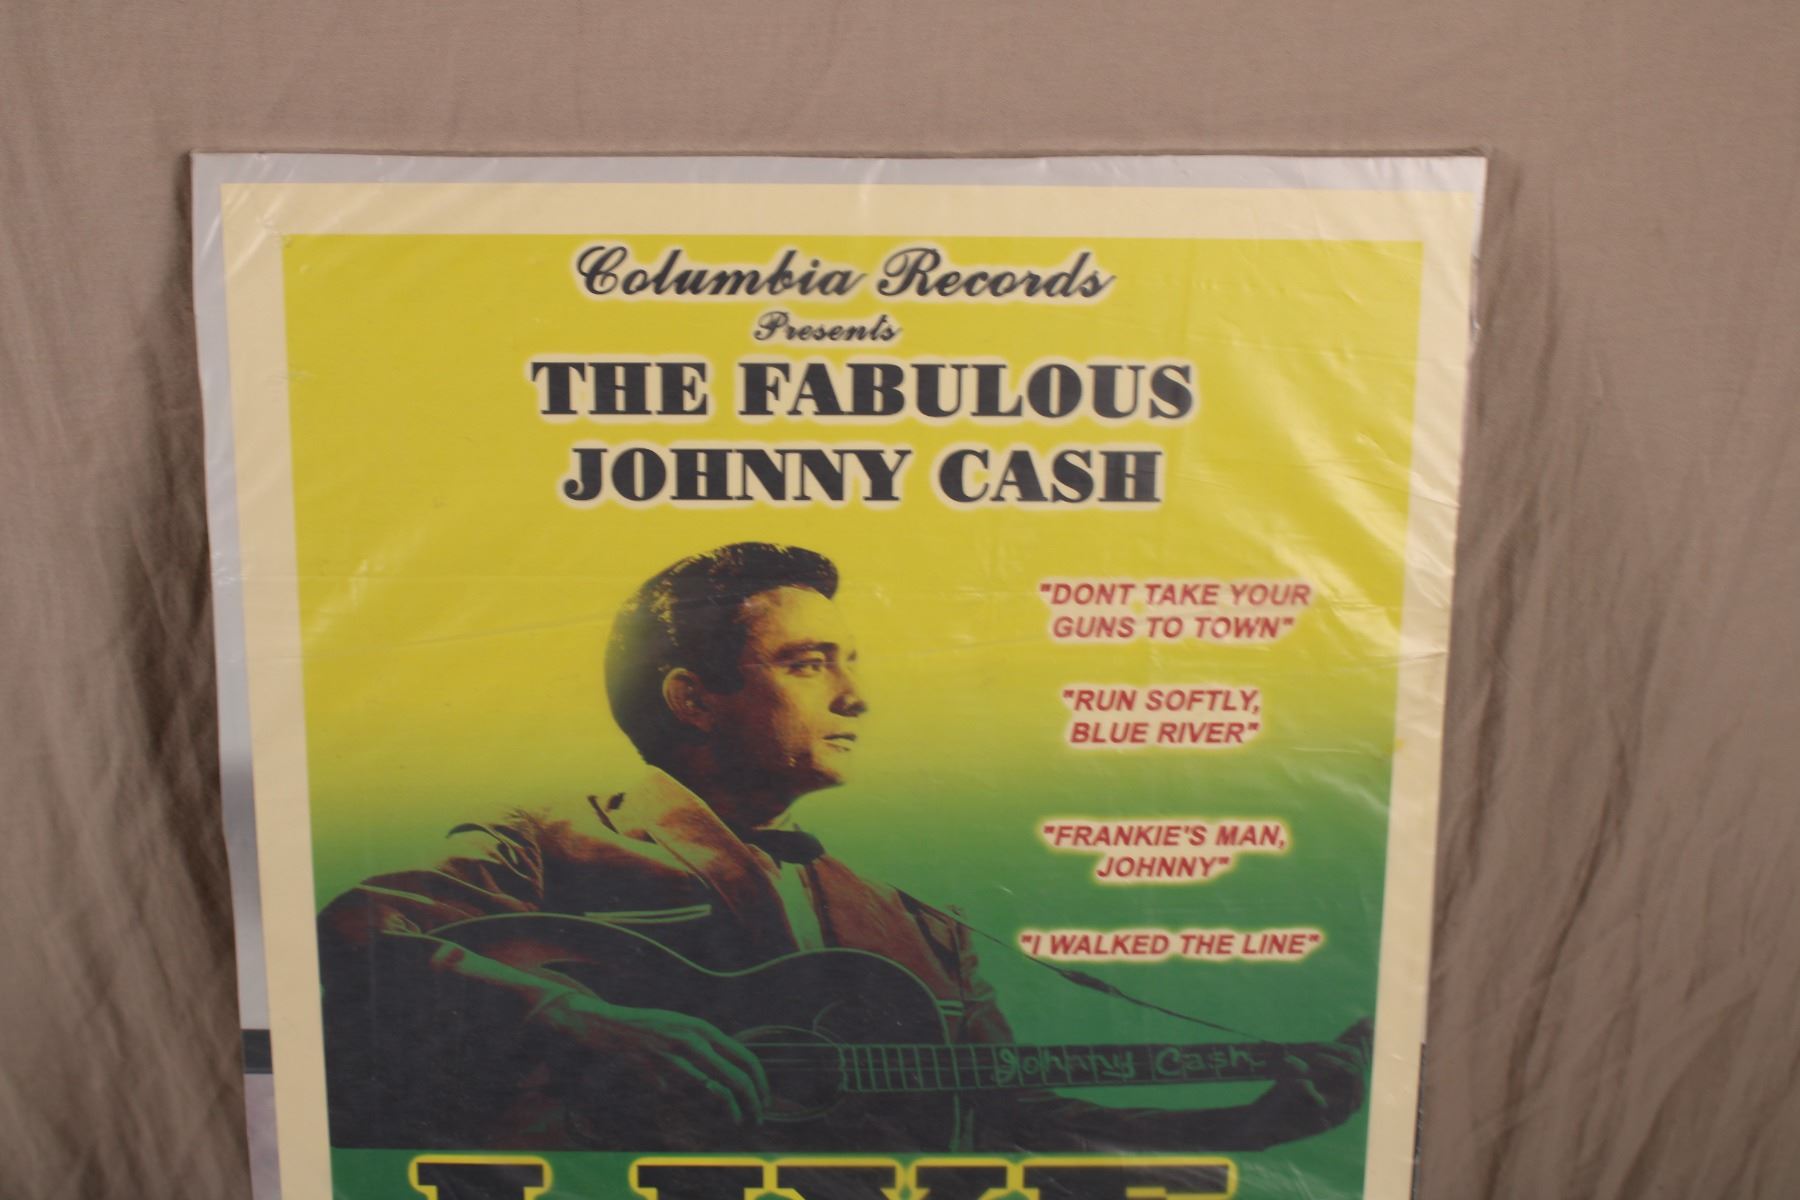 Columbia Records
Presents
THE FABULOUS
JOHNNY CASH
"DONT TAKE YOUR
GUNS TO TOWN"
"RUN SOFTLY,
BLUE RIVER"
"FRANKIE'S MAN,
JOHNNY"
"I WALKED THE LINE"
Johnny Cash
LIVE